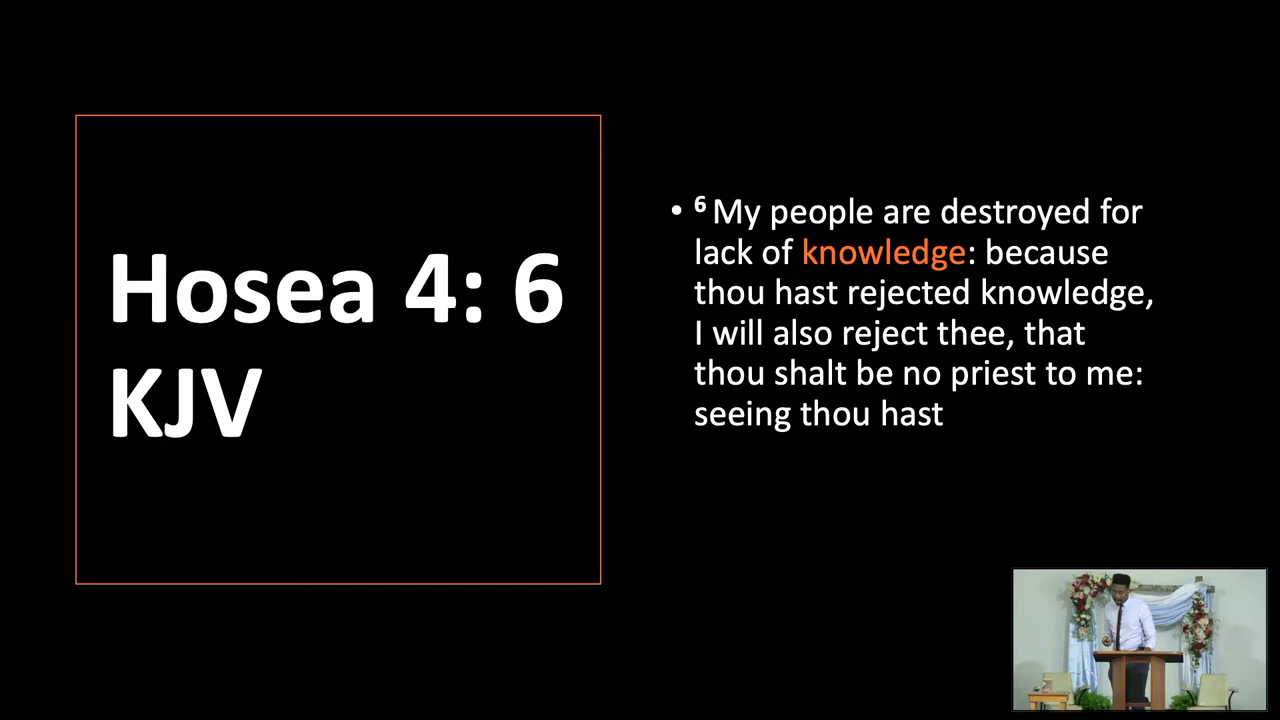 Hosea 4: 6
KJV
• ⁶ My people are destroyed for
lack of knowledge: because
thou hast rejected knowledge,
I will also reject thee, that
thou shalt be no priest to me:
seeing thou hast